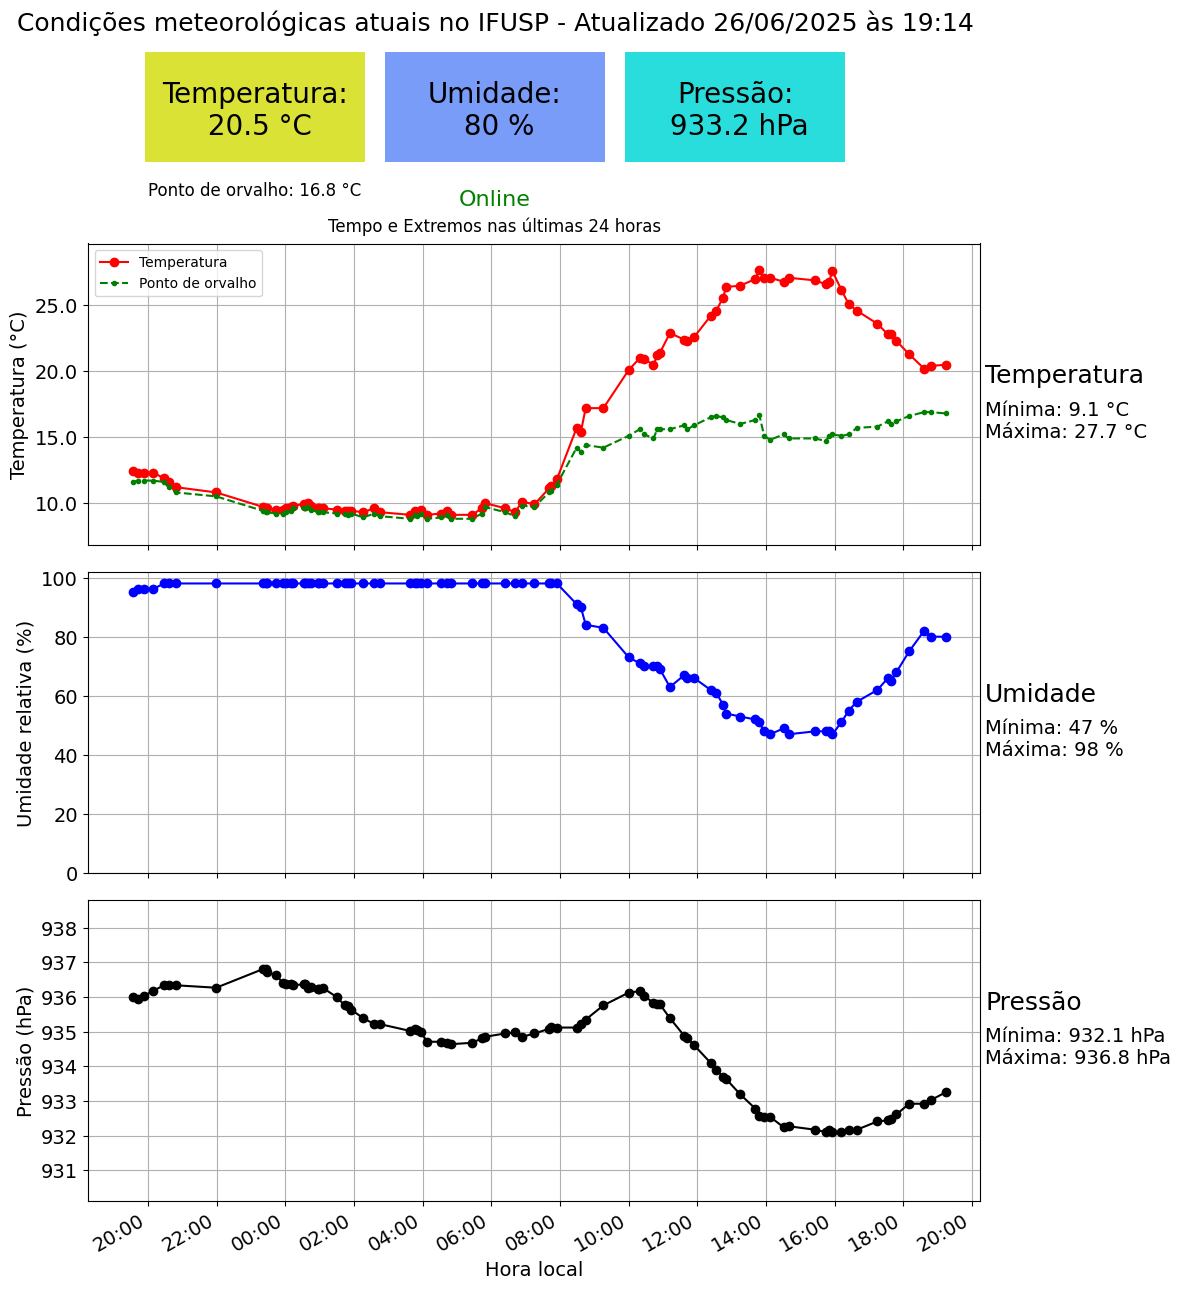 Condições meteorológicas atuais no IFUSP - Atualizado 26/06/2025 às 19:14
Temperatura:
20.5 °C
Umidade:
80 %
Pressão:
933.2 hPa
Ponto de orvalho: 16.8 °C
Online
Tempo e Extremos nas últimas 24 horas
Temperatura
Ponto de orvalho
Temperatura (°C)
25.0
20.0
15.0
10.0
Temperatura
Mínima: 9.1 °C
Máxima: 27.7 °C
Umidade relativa (%)
100
80
60
40
20
0
Umidade
Mínima: 47 %
Máxima: 98 %
Pressão (hPa)
938
937
936
935
934
933
932
931
Pressão
Mínima: 932.1 hPa
Máxima: 936.8 hPa
20:00
22:00
00:00
02:00
04:00
06:00
08:00
10:00
12:00
14:00
16:00
18:00
20:00
Hora local